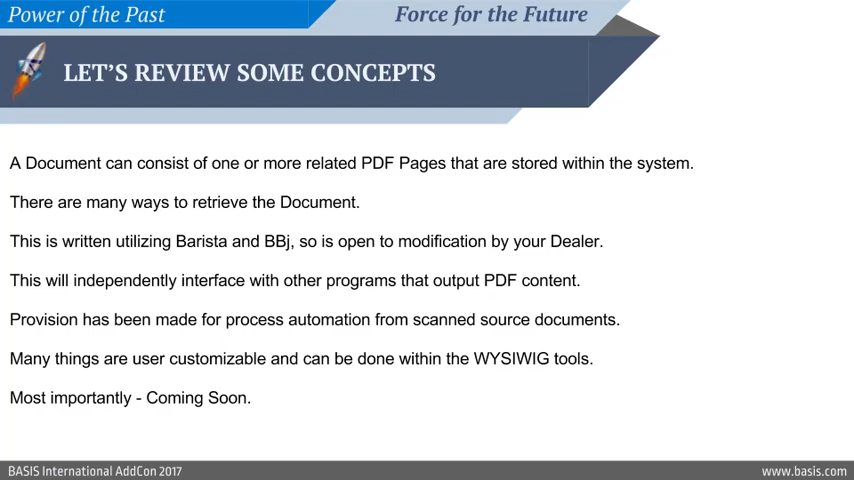 Power of the Past
Force for the Future
LET'S REVIEW SOME CONCEPTS
A Document can consist of one or more related PDF Pages that are stored within the system.
There are many ways to retrieve the Document.
This is written utilizing Barista and BBj, so is open to modification by your Dealer.
This will independently interface with other programs that output PDF content.
Provision has been made for process automation from scanned source documents.
Many things are user customizable and can be done within the WYSIWIG tools.
Most importantly - Coming Soon.
BASIS International AddCon 2017
www.basis.com